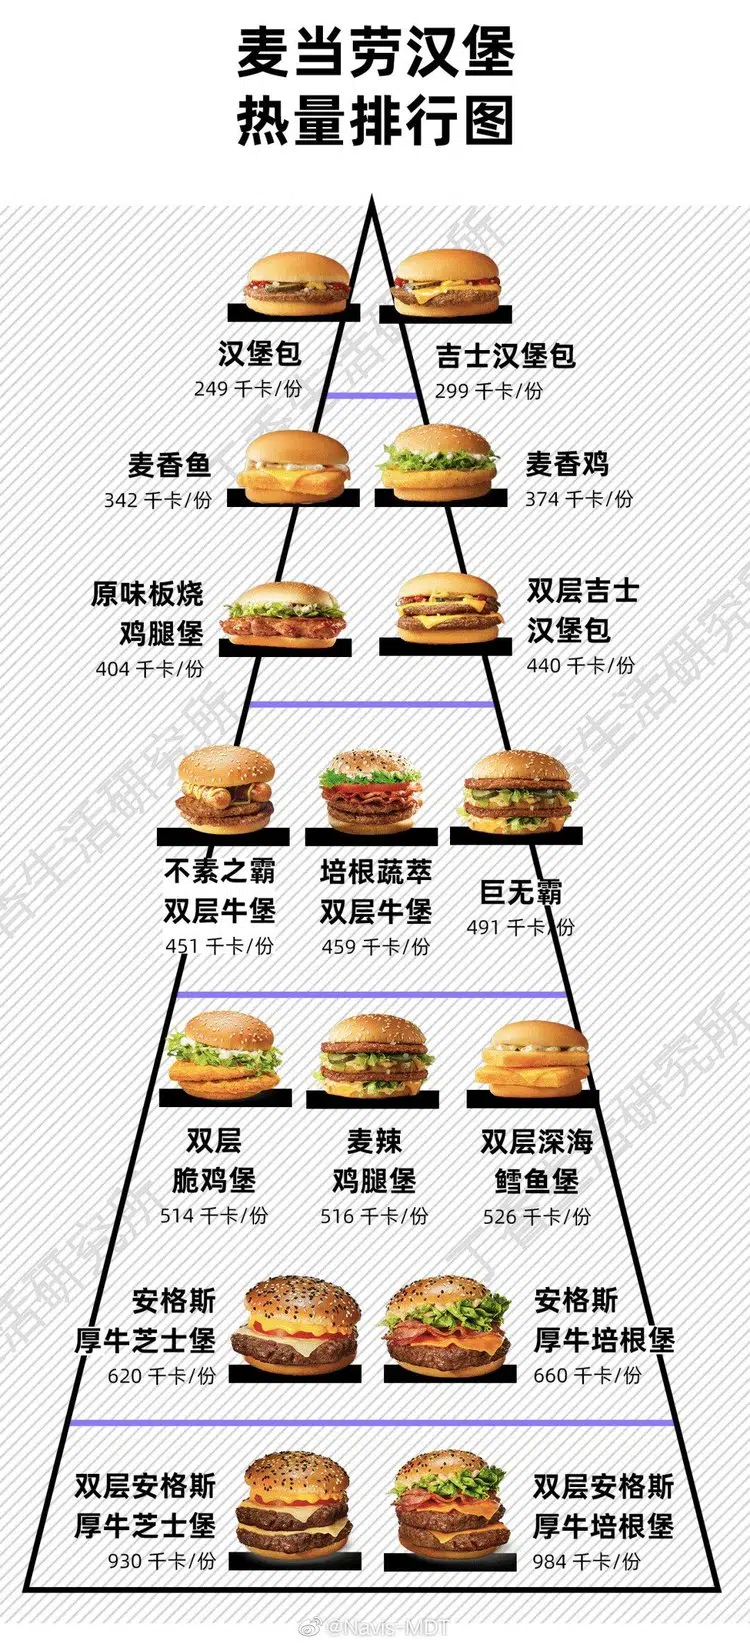 麦当劳汉堡
热量排行图
汉堡包
249 千卡/份
吉士汉堡包
299 千卡/份
麦香鱼
342 千卡/份
麦香鸡
374 千卡/份
原味板烧
鸡腿堡
404 千卡/份
双层吉士
汉堡包
440 千卡/份
不素之霸
双层牛堡
451 千卡/份
培根蔬萃
双层牛堡
459 千卡/份
巨无霸
491 千卡/份
双层
脆鸡堡
514 千卡/份
麦辣
鸡腿堡
516 千卡/份
双层深海
鳕鱼堡
526 千卡/份
安格斯
厚牛芝士堡
620 千卡/份
安格斯
厚牛培根堡
660 千卡/份
双层安格斯
厚牛芝士堡
930 千卡/份
双层安格斯
厚牛培根堡
984 千卡/份
丁香生活研究所
@Navis-MDT